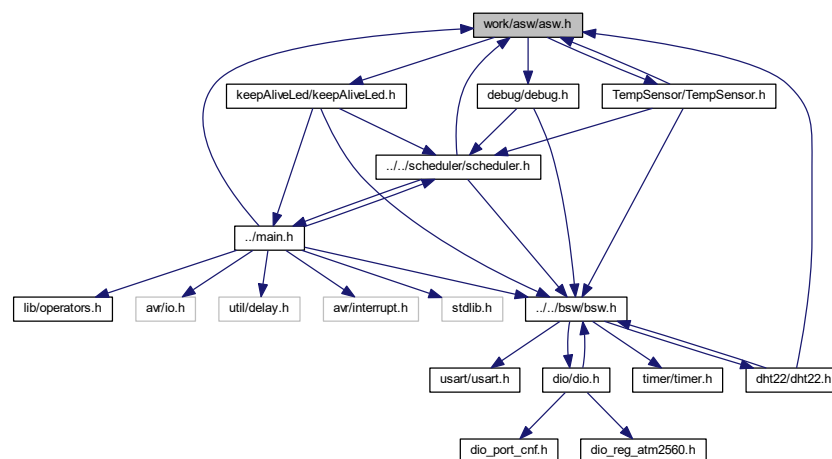 work/asw/asw.h
keepAliveLed/keepAliveLed.h
debug/debug.h
TempSensor/TempSensor.h
../../scheduler/scheduler.h
../main.h
lib/operators.h
avr/io.h
util/delay.h
avr/interrupt.h
stdlib.h
../../bsw/bsw.h
usart/usart.h
dio/dio.h
timer/timer.h
dht22/dht22.h
dio_port_cnf.h
dio_reg_atm2560.h